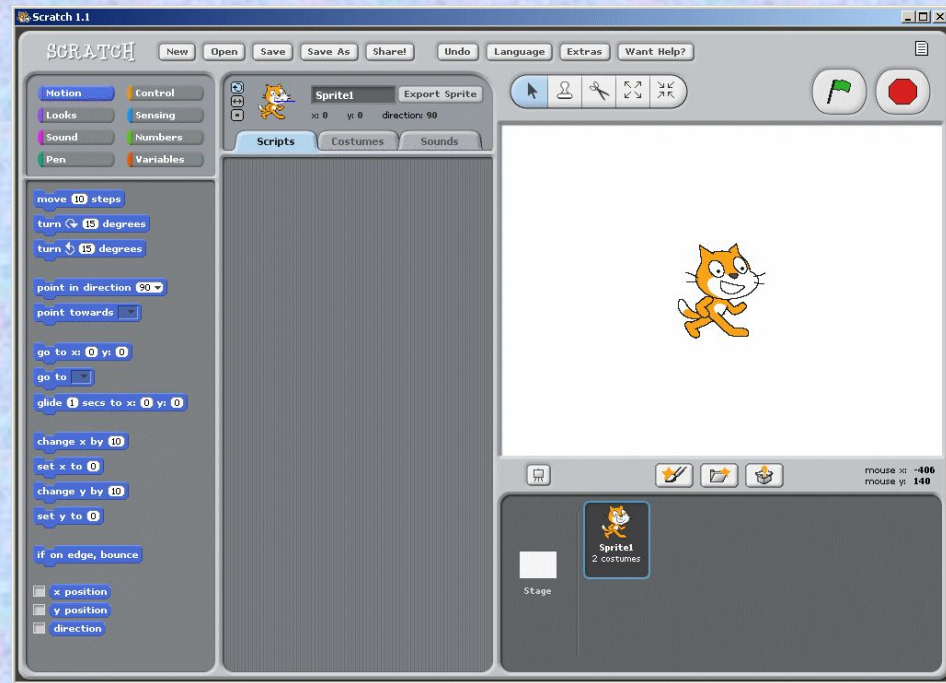 Scratch 1.1
SCRATCH New Open Save Save As Share! Undo Language Extras Want Help?
Motion Control
Looks Sensing
Sound Numbers
Pen Variables
move 10 steps
turn 15 degrees
turn 15 degrees
point in direction 90
point towards
go to x: 0 y: 0
go to
glide 1 secs to x: 0 y: 0
change x by 10
set x to 0
change y by 10
set y to 0
if on edge, bounce
x position
y position
direction
Sprite1 Export Sprite
x: 0 y: 0 direction: 90
Scripts Costumes Sounds
mouse x: -406
mouse y: 140
Sprite1
2 costumes
Stage